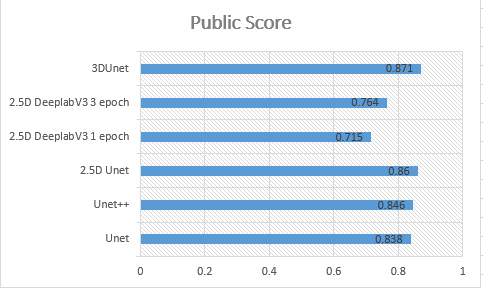 Public Score
3DUnet
0.871
2.5D DeeplabV3 3 epoch
0.764
2.5D DeeplabV3 1 epoch
0.715
2.5D Unet
0.86
Unet++
0.846
Unet
0.838
0 0.2 0.4 0.6 0.8 1